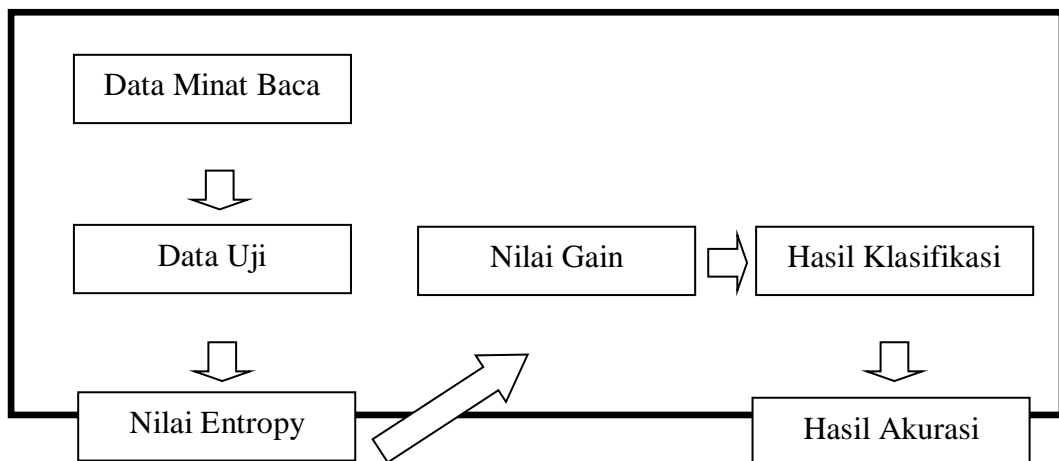 Data Minat Baca
Data Uji
Nilai Entropy
Nilai Gain
Hasil Klasifikasi
Hasil Akurasi